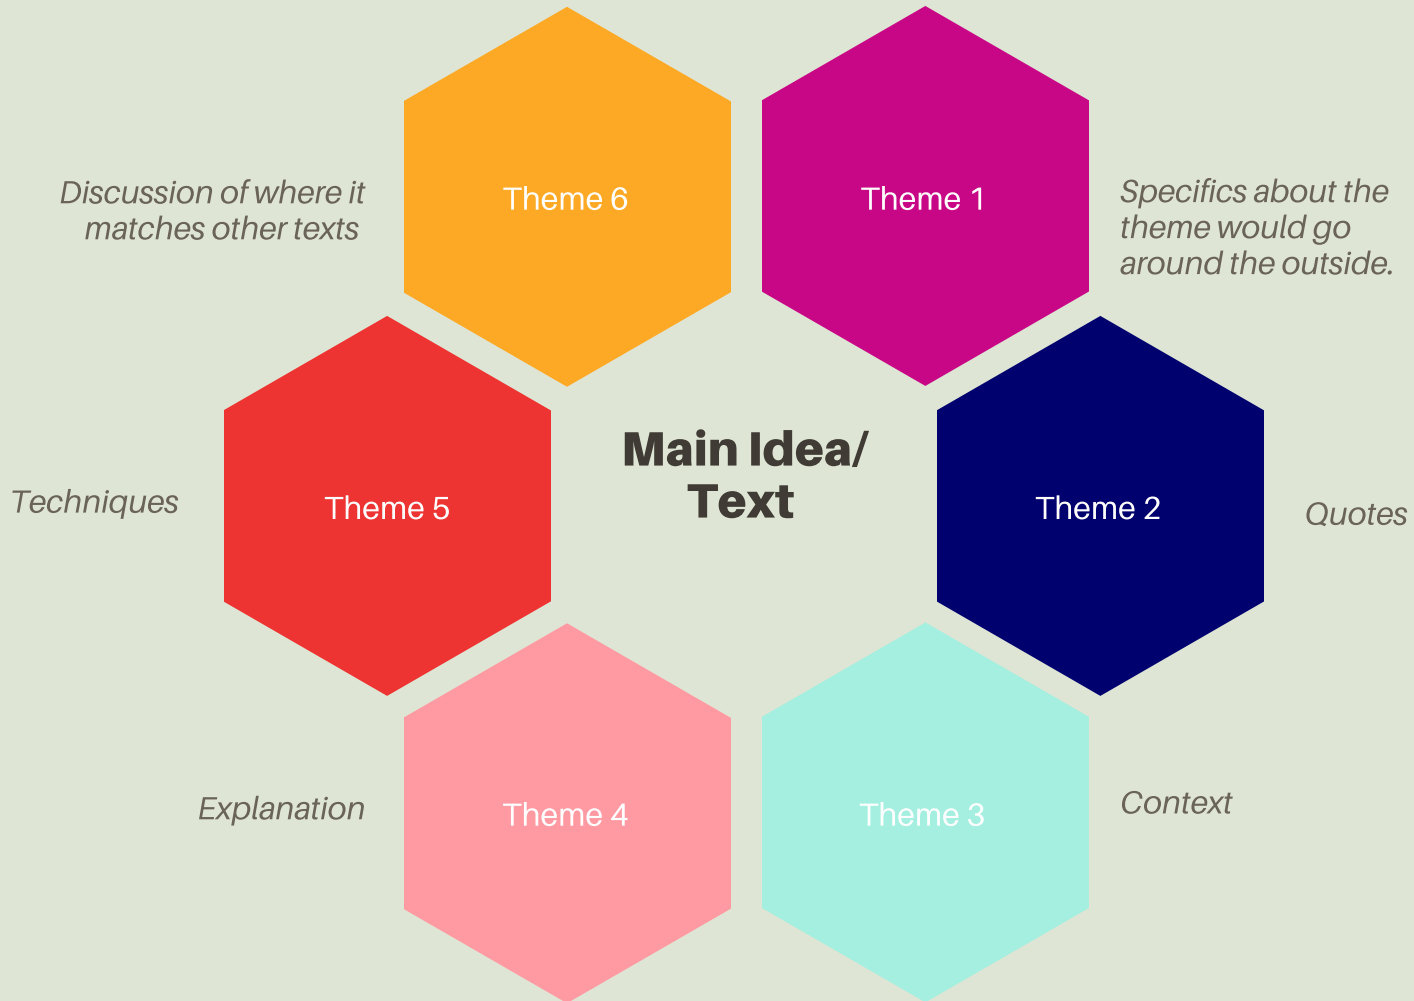 Theme 6
Theme 1
Discussion of where it
matches other texts
Specifics about the
theme would go
around the outside.
Main Idea/
Text
Techniques
Theme 5
Theme 2
Quotes
Explanation
Theme 4
Theme 3
Context